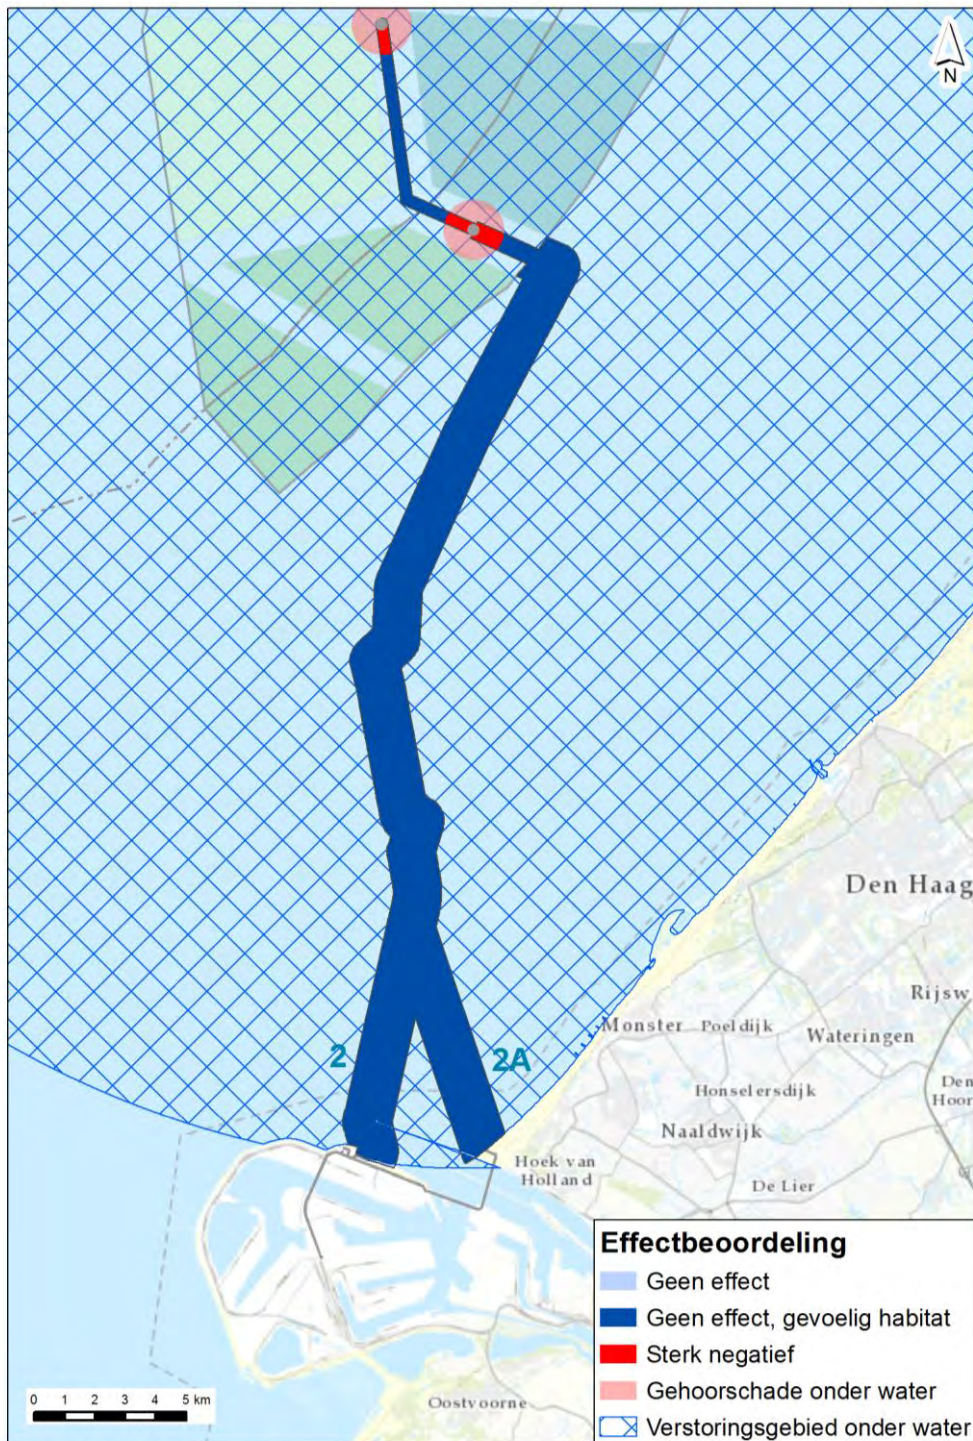 N
Den Haag
Rijsw
Monster
Poeldijk
Wateringen
2
2A
Den
Hoor
Honselersdijk
Naaldwijk
Hoek van
Holland
De Lier
Effectbeoordeling
Geen effect
Geen effect, gevoelig habitat
Sterk negatief
Gehoorschade onder water
Verstoringsgebied onder water
0 1 2 3 4 5 km
Oostvoorne